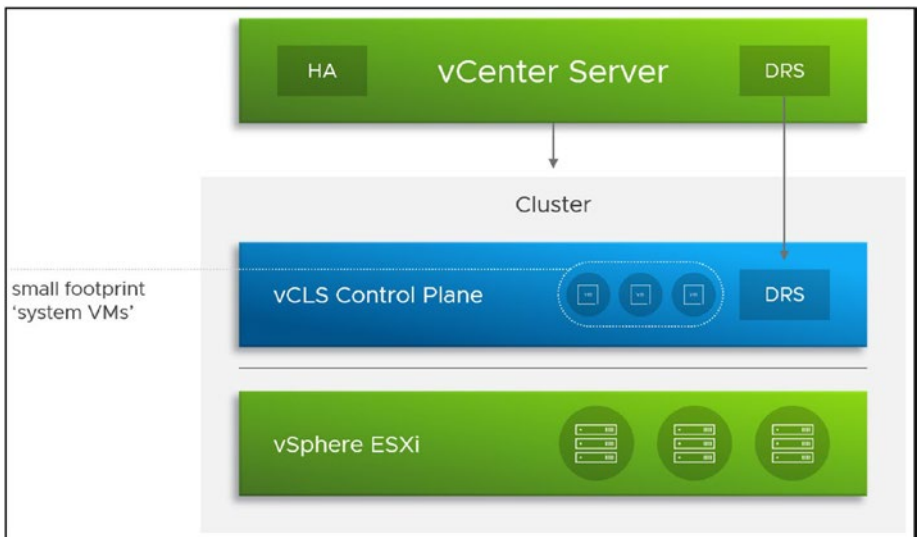 HA
vCenter Server
DRS
Cluster
small footprint
‘system VMs’
vCLS Control Plane
DRS
vSphere ESXi